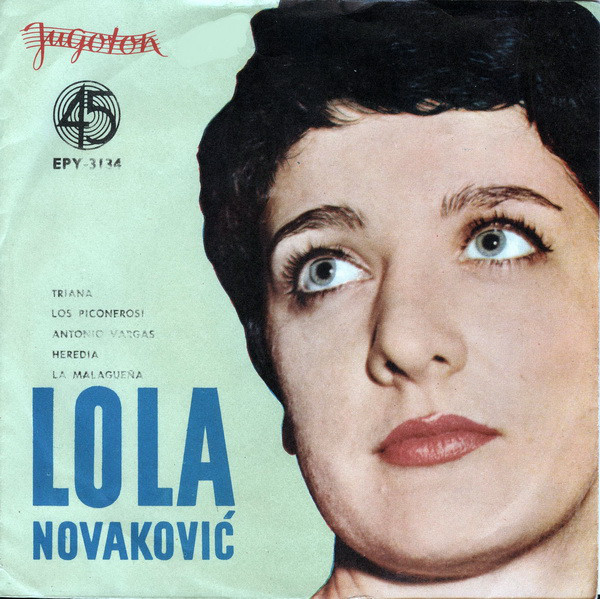 Jugoton
45
EPY-3134
TRIANA
LOS PICONEROS!
ANTONIO VARGAS
HEREDIA
LA MALAGUEÑA
LOLA
NOVAKOVIĆ